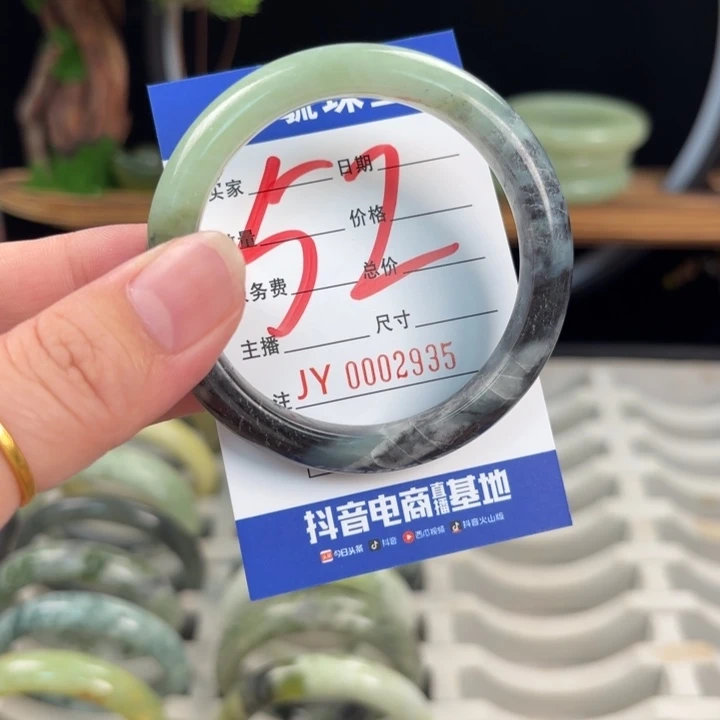 买家 日期
52
价格
务费 总价
主播 尺寸
注 JY 0002935
抖音电商直播基地
今日头条 抖音 西瓜视频 抖音火山版